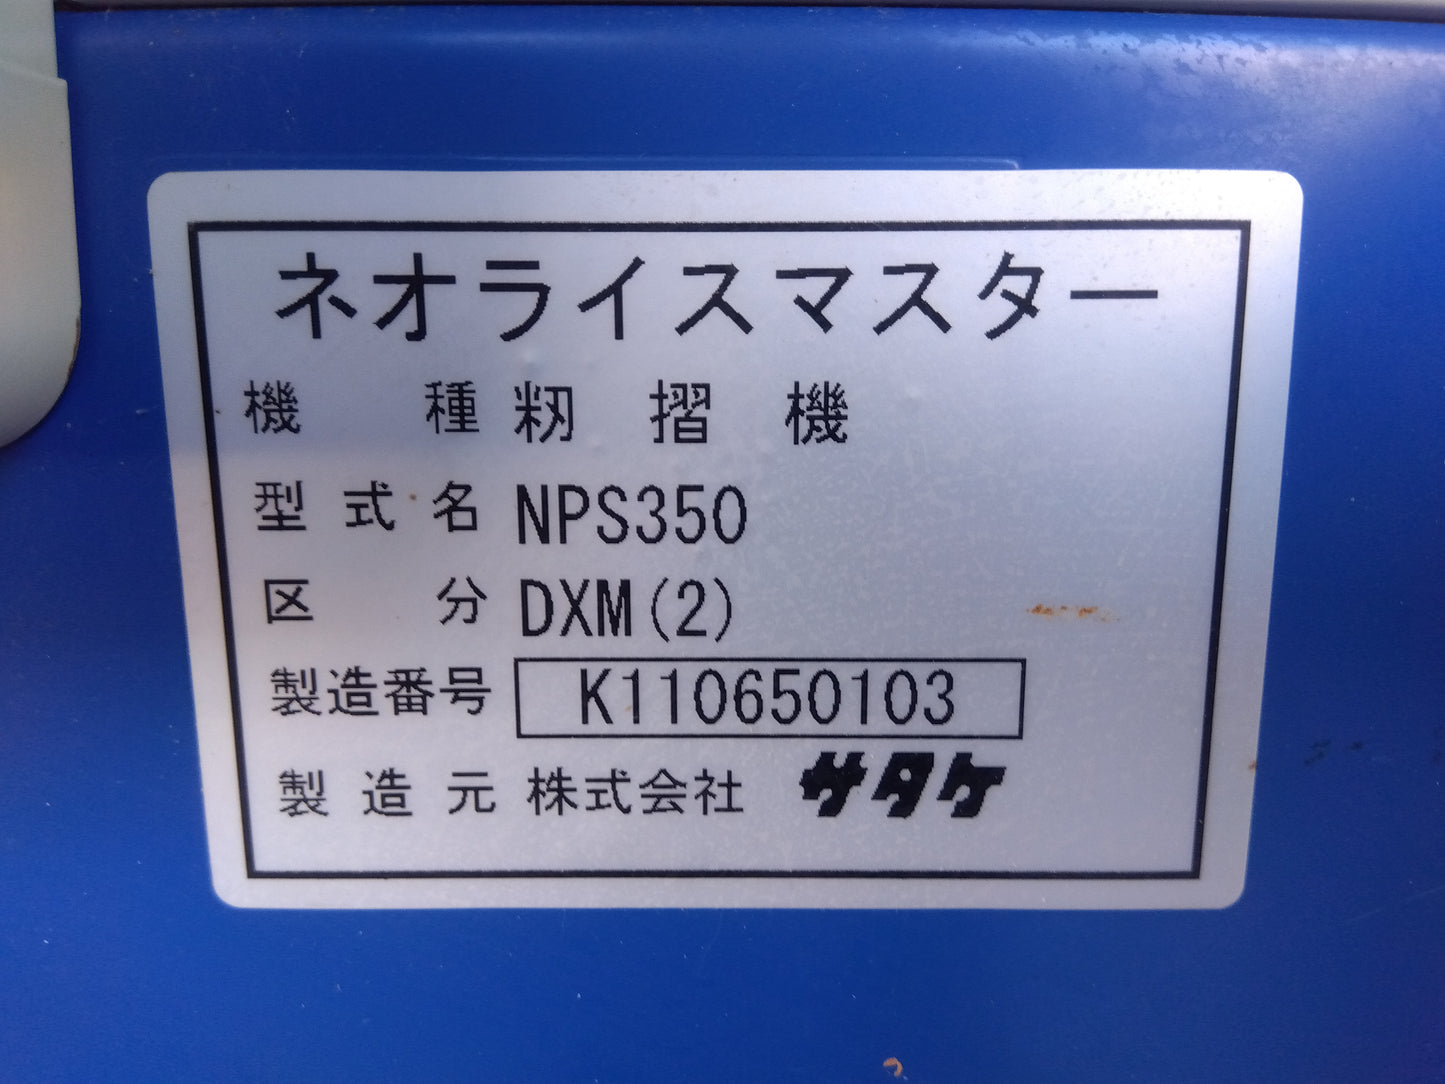 ネオライスマスター
機種 籾摺機
型式名 NPS350
区分 DXM(2)
製造番号 K110650103
製造元 株式会社 サタケ